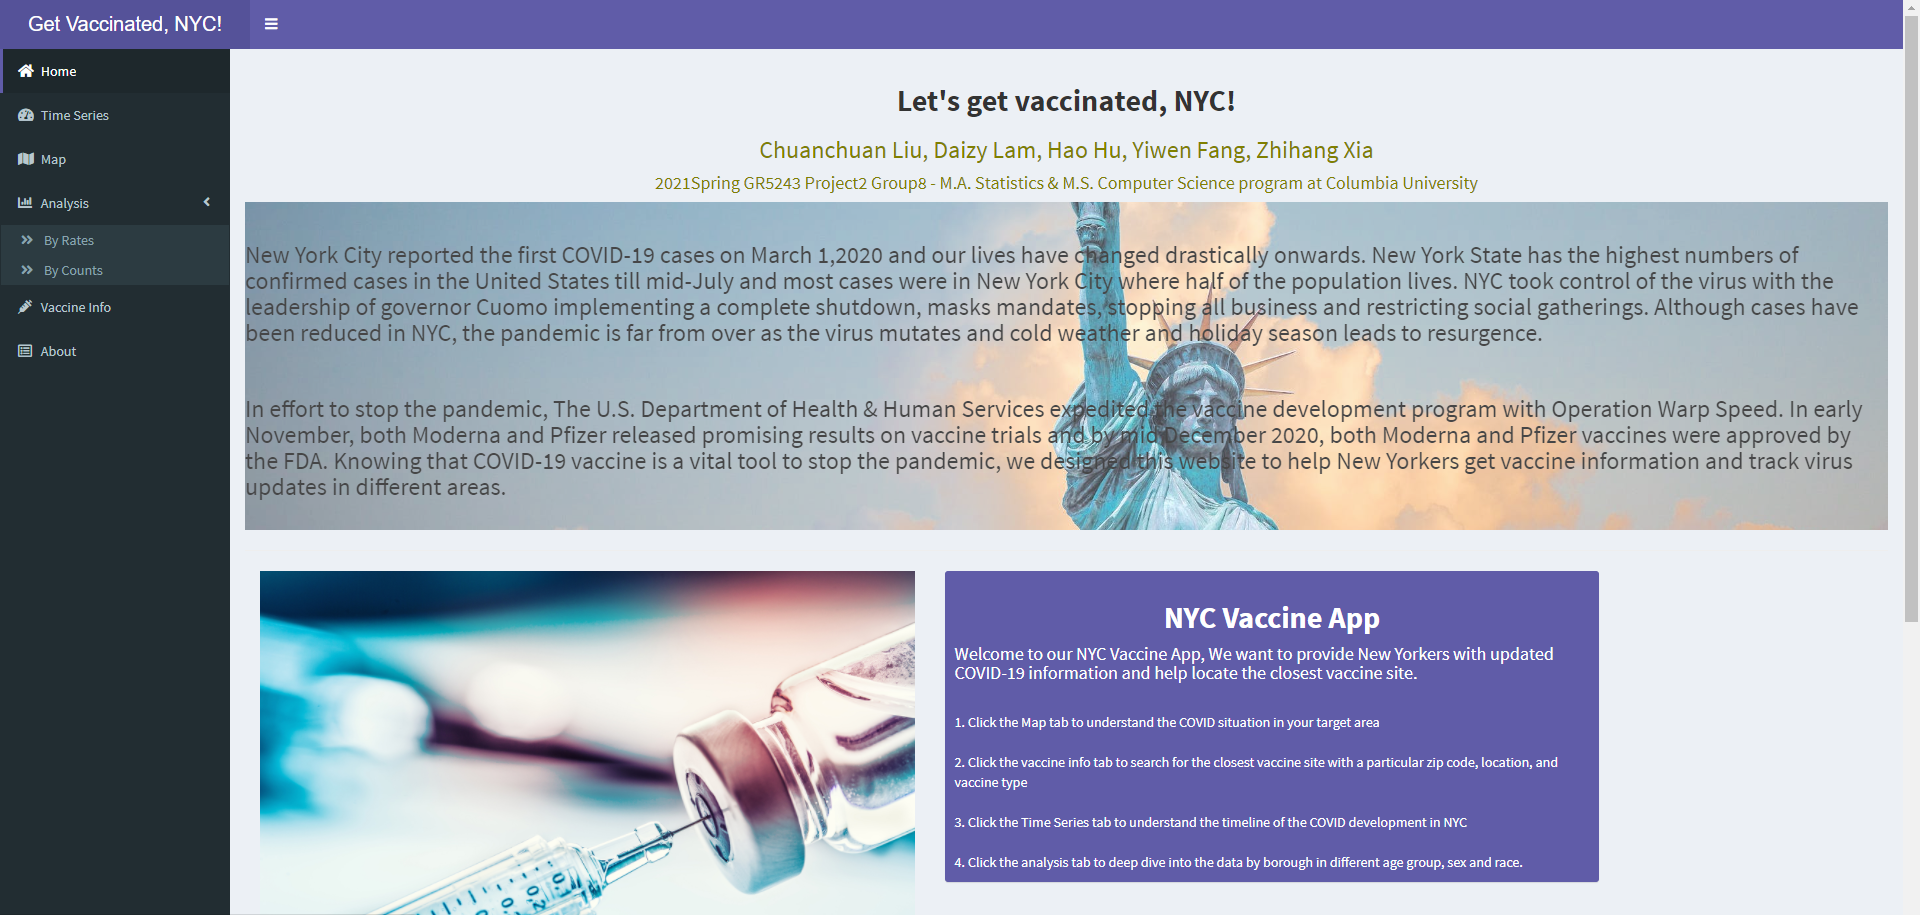 Get Vaccinated, NYC!
Home
Time Series
Map
Analysis
By Rates
By Counts
Vaccine Info
About
Let's get vaccinated, NYC!
Chuanchuan Liu, Daizy Lam, Hao Hu, Yiwen Fang, Zhihang Xia
2021Spring GR5243 Project2 Group8 - M.A. Statistics & M.S. Computer Science program at Columbia University
New York City reported the first COVID-19 cases on March 1,2020 and our lives have changed drastically onwards. New York State has the highest numbers of
confirmed cases in the United States till mid-July and most cases were in New York City where half of the population lives. NYC took control of the virus with the
leadership of governor Cuomo implementing a complete shutdown, masks mandates, stopping all business and restricting social gatherings. Although cases have
been reduced in NYC, the pandemic is far from over as the virus mutates and cold weather and holiday season leads to resurgence.
In effort to stop the pandemic, The U.S. Department of Health & Human Services expedited the vaccine development program with Operation Warp Speed. In early
November, both Moderna and Pfizer released promising results on vaccine trials and by mid December 2020, both Moderna and Pfizer vaccines were approved by
the FDA. Knowing that COVID-19 vaccine is a vital tool to stop the pandemic, we designed this website to help New Yorkers get vaccine information and track virus
updates in different areas.
NYC Vaccine App
Welcome to our NYC Vaccine App, We want to provide New Yorkers with updated
COVID-19 information and help locate the closest vaccine site.
1. Click the Map tab to understand the COVID situation in your target area
2. Click the vaccine info tab to search for the closest vaccine site with a particular zip code, location, and
vaccine type
3. Click the Time Series tab to understand the timeline of the COVID development in NYC
4. Click the analysis tab to deep dive into the data by borough in different age group, sex and race.